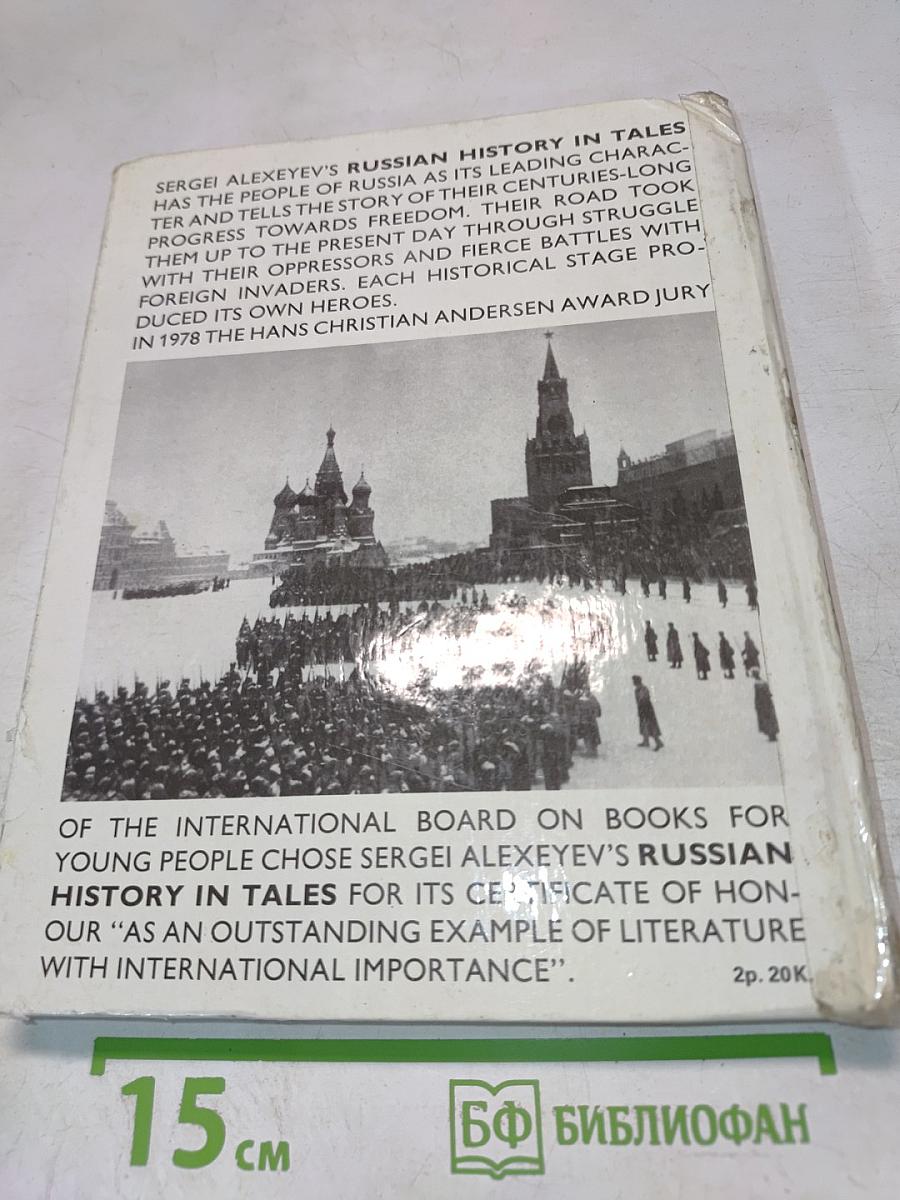 SERGEI ALEXEYEV'S RUSSIAN HISTORY IN TALES
HAS THE PEOPLE OF RUSSIA AS ITS LEADING CHARAC-
TER AND TELLS THE STORY OF THEIR CENTURIES-LONG
PROGRESS TOWARDS FREEDOM. THEIR ROAD TOOK
THEM UP TO THE PRESENT DAY THROUGH STRUGGLE
WITH THEIR OPPRESSORS AND FIERCE BATTLES WITH
FOREIGN INVADERS. EACH HISTORICAL STAGE PRO-
DUCED ITS OWN HEROES.
IN 1978 THE HANS CHRISTIAN ANDERSEN AWARD JURY
OF THE INTERNATIONAL BOARD ON BOOKS FOR
YOUNG PEOPLE CHOSE SERGEI ALEXEYEV'S RUSSIAN
HISTORY IN TALES FOR ITS CERTIFICATE OF HON-
OUR “AS AN OUTSTANDING EXAMPLE OF LITERATURE
WITH INTERNATIONAL IMPORTANCE”.
2р. 20К.
15 см
БФ БИБЛИОФАН